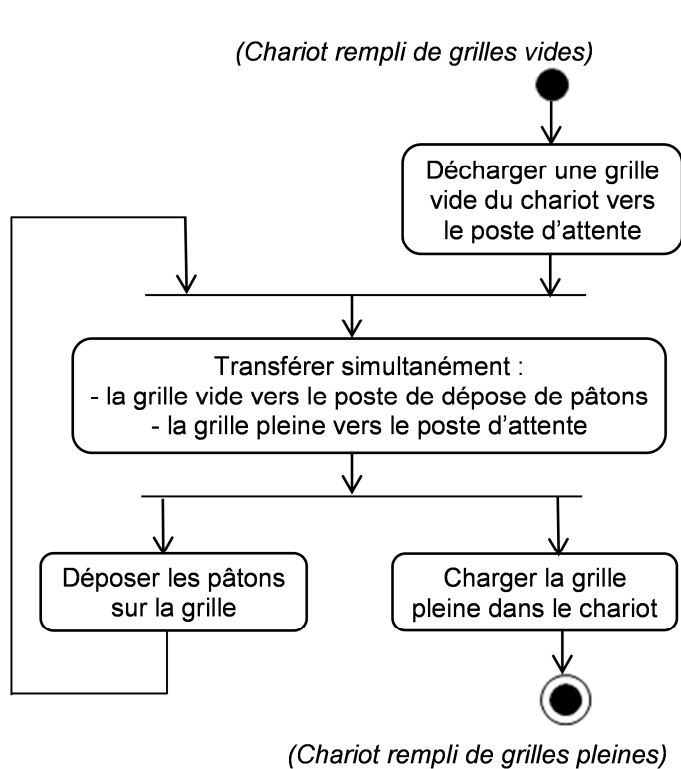 (Chariot rempli de grilles vides)
Décharger une grille
vide du chariot vers
le poste d'attente
Transférer simultanément :
- la grille vide vers le poste de dépose de pâtons
- la grille pleine vers le poste d'attente
Déposer les pâtons
sur la grille
Charger la grille
pleine dans le chariot
(Chariot rempli de grilles pleines)